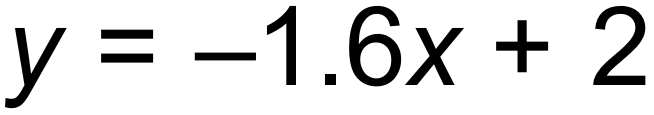 y = –1.6x + 2